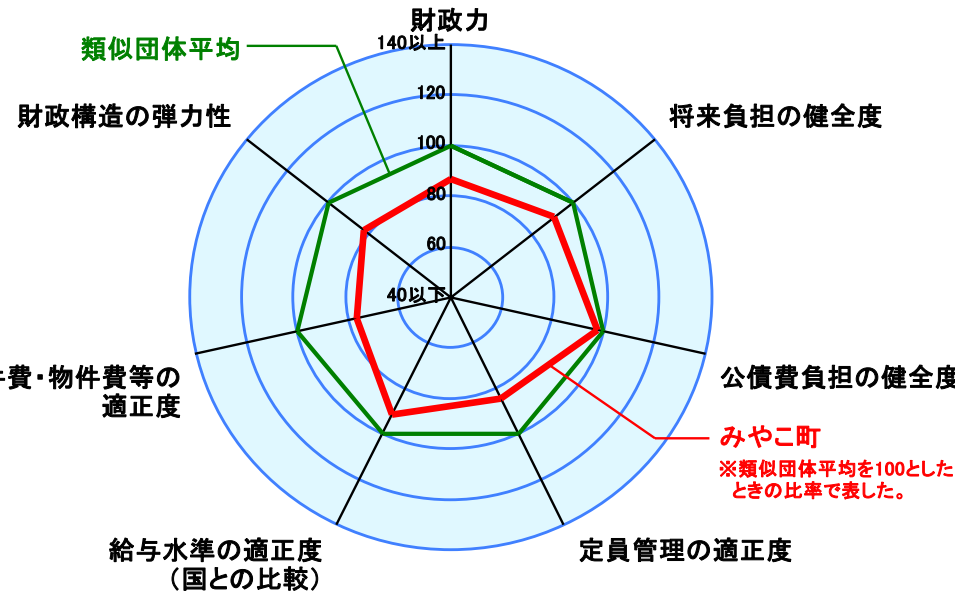 財政力
類似団体平均
140以上
財政構造の弾力性
将来負担の健全度
120
100
80
60
40以下
件費・物件費等の
適正度
公債費負担の健全度
みやこ町
※類似団体平均を100とした
ときの比率で表した。
給与水準の適正度
（国との比較）
定員管理の適正度